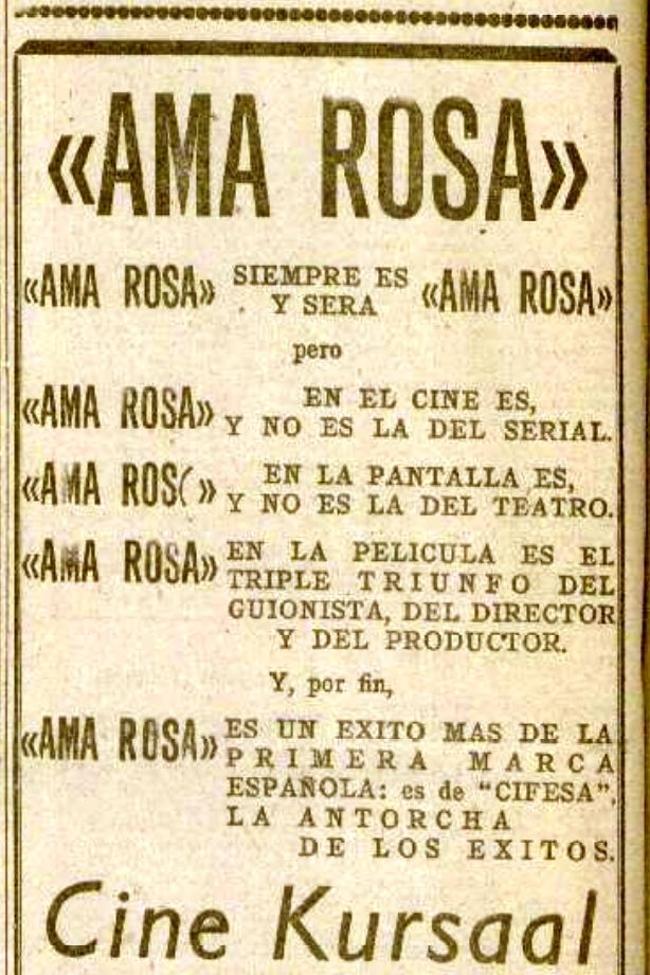 «AMA ROSA»
«AMA ROSA» SIEMPRE ES Y SERA «AMA ROSA»
pero
«AMA ROSA» EN EL CINE ES,
Y NO ES LA DEL SERIAL.
«AMA ROS( » EN LA PANTALLA ES,
Y NO ES LA DEL TEATRO.
«AMA ROSA» EN LA PELICULA ES EL
TRIPLE TRIUNFO DEL
GUIONISTA, DEL DIRECTOR
Y DEL PRODUCTOR.
Y, por fin,
«AMA ROSA» ES UN EXITO MAS DE LA
PRIMERA MARCA
ESPAÑOLA: es de "CIFESA",
LA ANTORCHA
DE LOS EXITOS.
Cine Kursaal